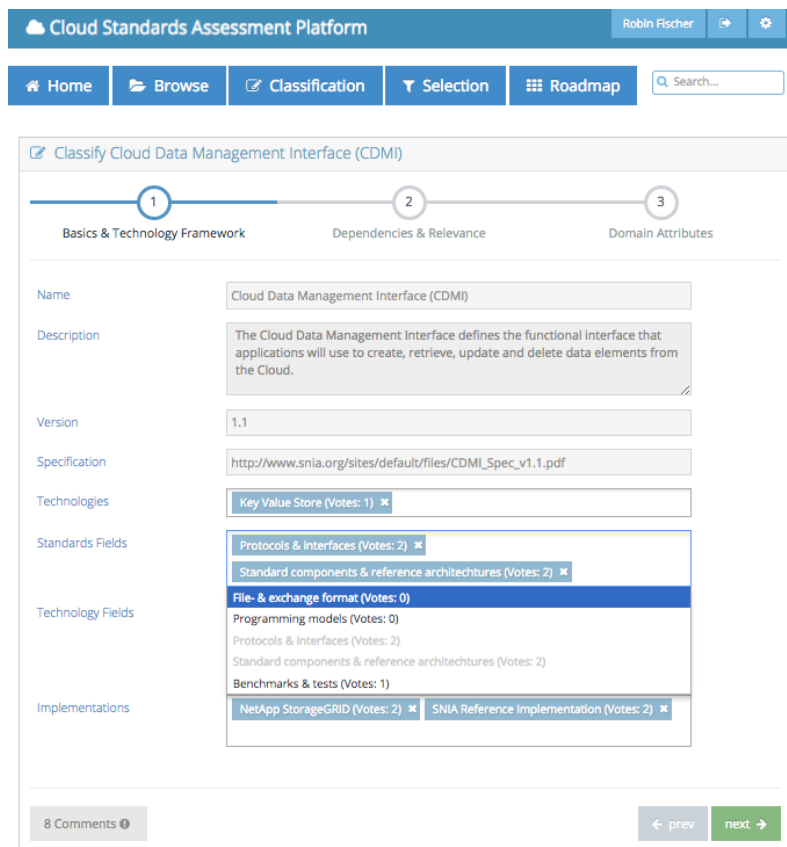 Cloud Standards Assessment Platform
Robin Fischer
Home
Browse
Classification
Selection
Roadmap
Search...
Classify Cloud Data Management Interface (CDMI)
1
2
3
Basics & Technology Framework
Dependencies & Relevance
Domain Attributes
Name
Cloud Data Management Interface (CDMI)
Description
The Cloud Data Management Interface defines the functional interface that
applications will use to create, retrieve, update and delete data elements from
the Cloud.
Version
1.1
Specification
http://www.snia.org/sites/default/files/CDMI_Spec_v1.1.pdf
Technologies
Key Value Store (Votes: 1) ×
Standards Fields
Protocols & interfaces (Votes: 2) ×
Standard components & reference architechtures (Votes: 2) ×
File- & exchange format (Votes: 0)
Technology Fields
Programming models (Votes: 0)
Protocols & interfaces (Votes: 2)
Standard components & reference architechtures (Votes: 2)
Benchmarks & tests (Votes: 1)
Implementations
NetApp StorageGRID (Votes: 2) × SNIA Reference Implementation (Votes: 2) ×
8 Comments
← prev
next →